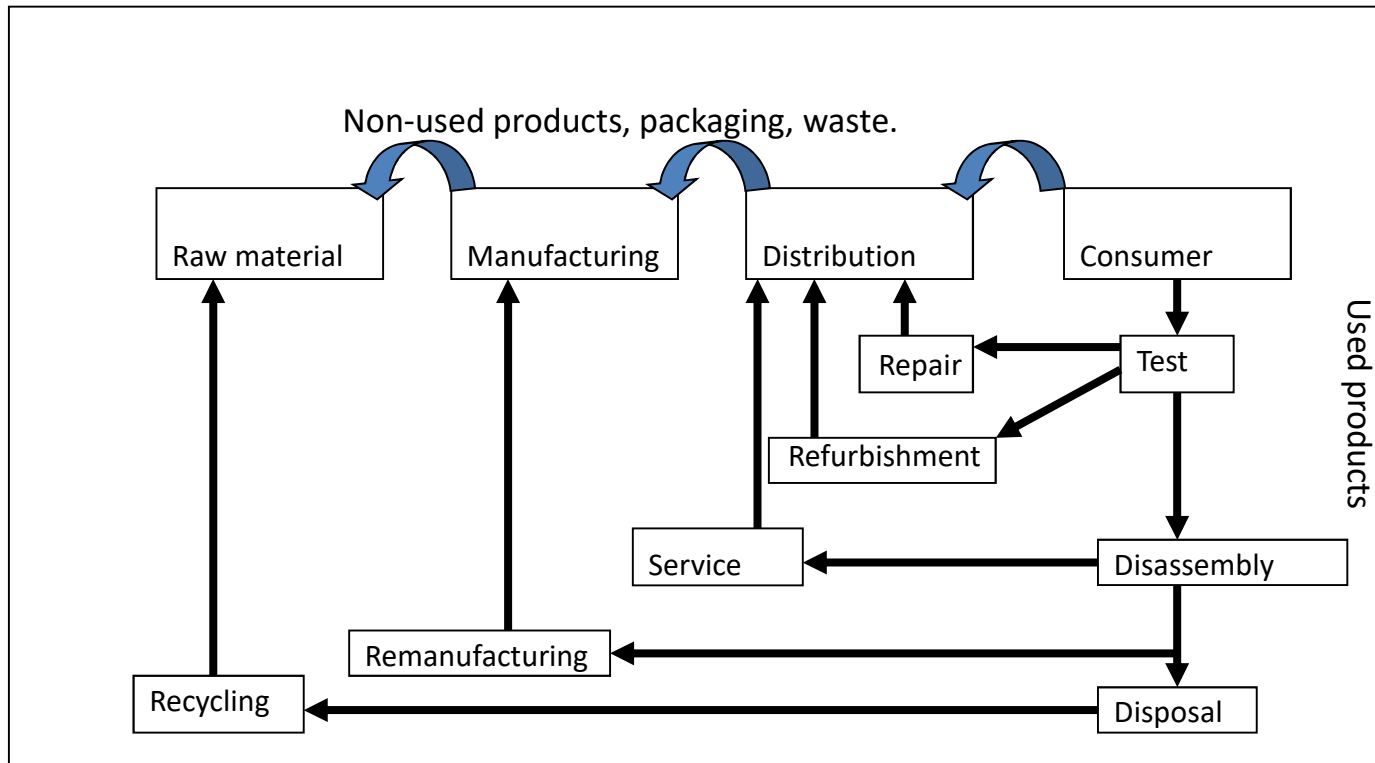 Non-used products, packaging, waste.
Raw material
Manufacturing
Distribution
Consumer
Used products
Repair
Test
Refurbishment
Service
Disassembly
Remanufacturing
Recycling
Disposal